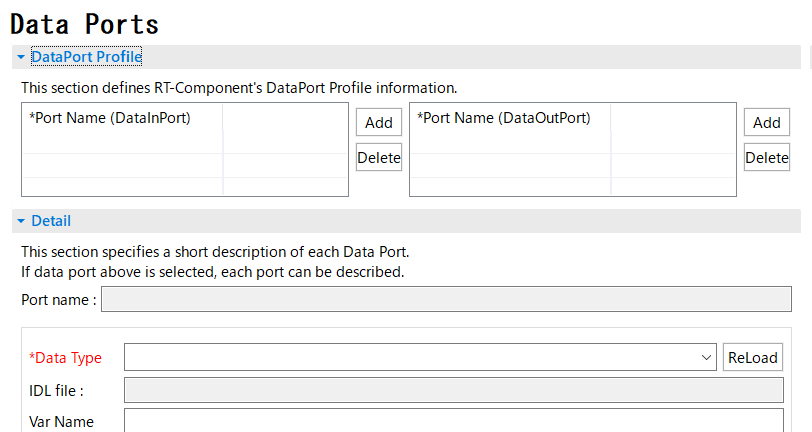 Data Ports
DataPort Profile
This section defines RT-Component's DataPort Profile information.
*Port Name (DataInPort)
Add
Delete
*Port Name (DataOutPort)
Add
Delete
Detail
This section specifies a short description of each Data Port.
If data port above is selected, each port can be described.
Port name :
*Data Type
ReLoad
IDL file :
Var Name